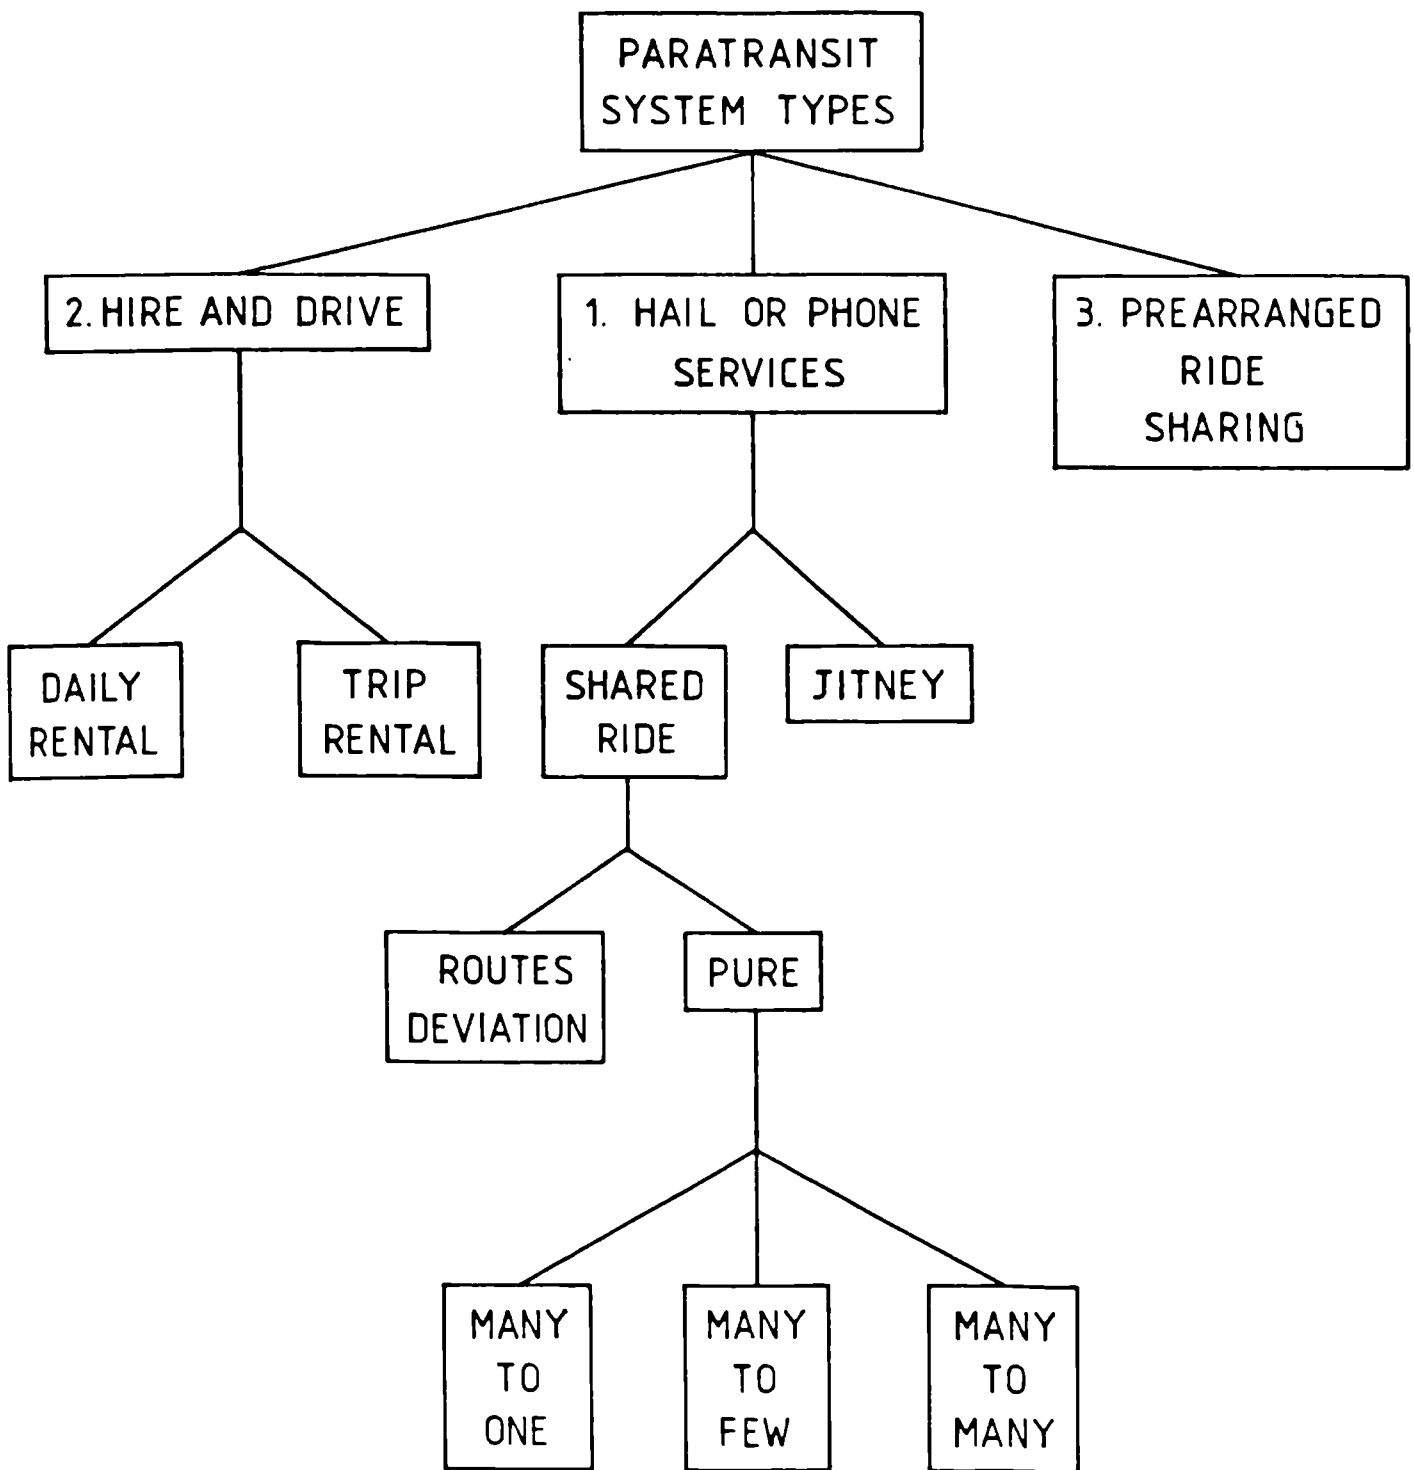 PARATRANSIT
SYSTEM TYPES
2. HIRE AND DRIVE
1. HAIL OR PHONE
SERVICES
3. PREARRANGED
RIDE
SHARING
DAILY
RENTAL
TRIP
RENTAL
SHARED
RIDE
JITNEY
ROUTES
DEVIATION
PURE
MANY
TO
ONE
MANY
TO
FEW
MANY
TO
MANY